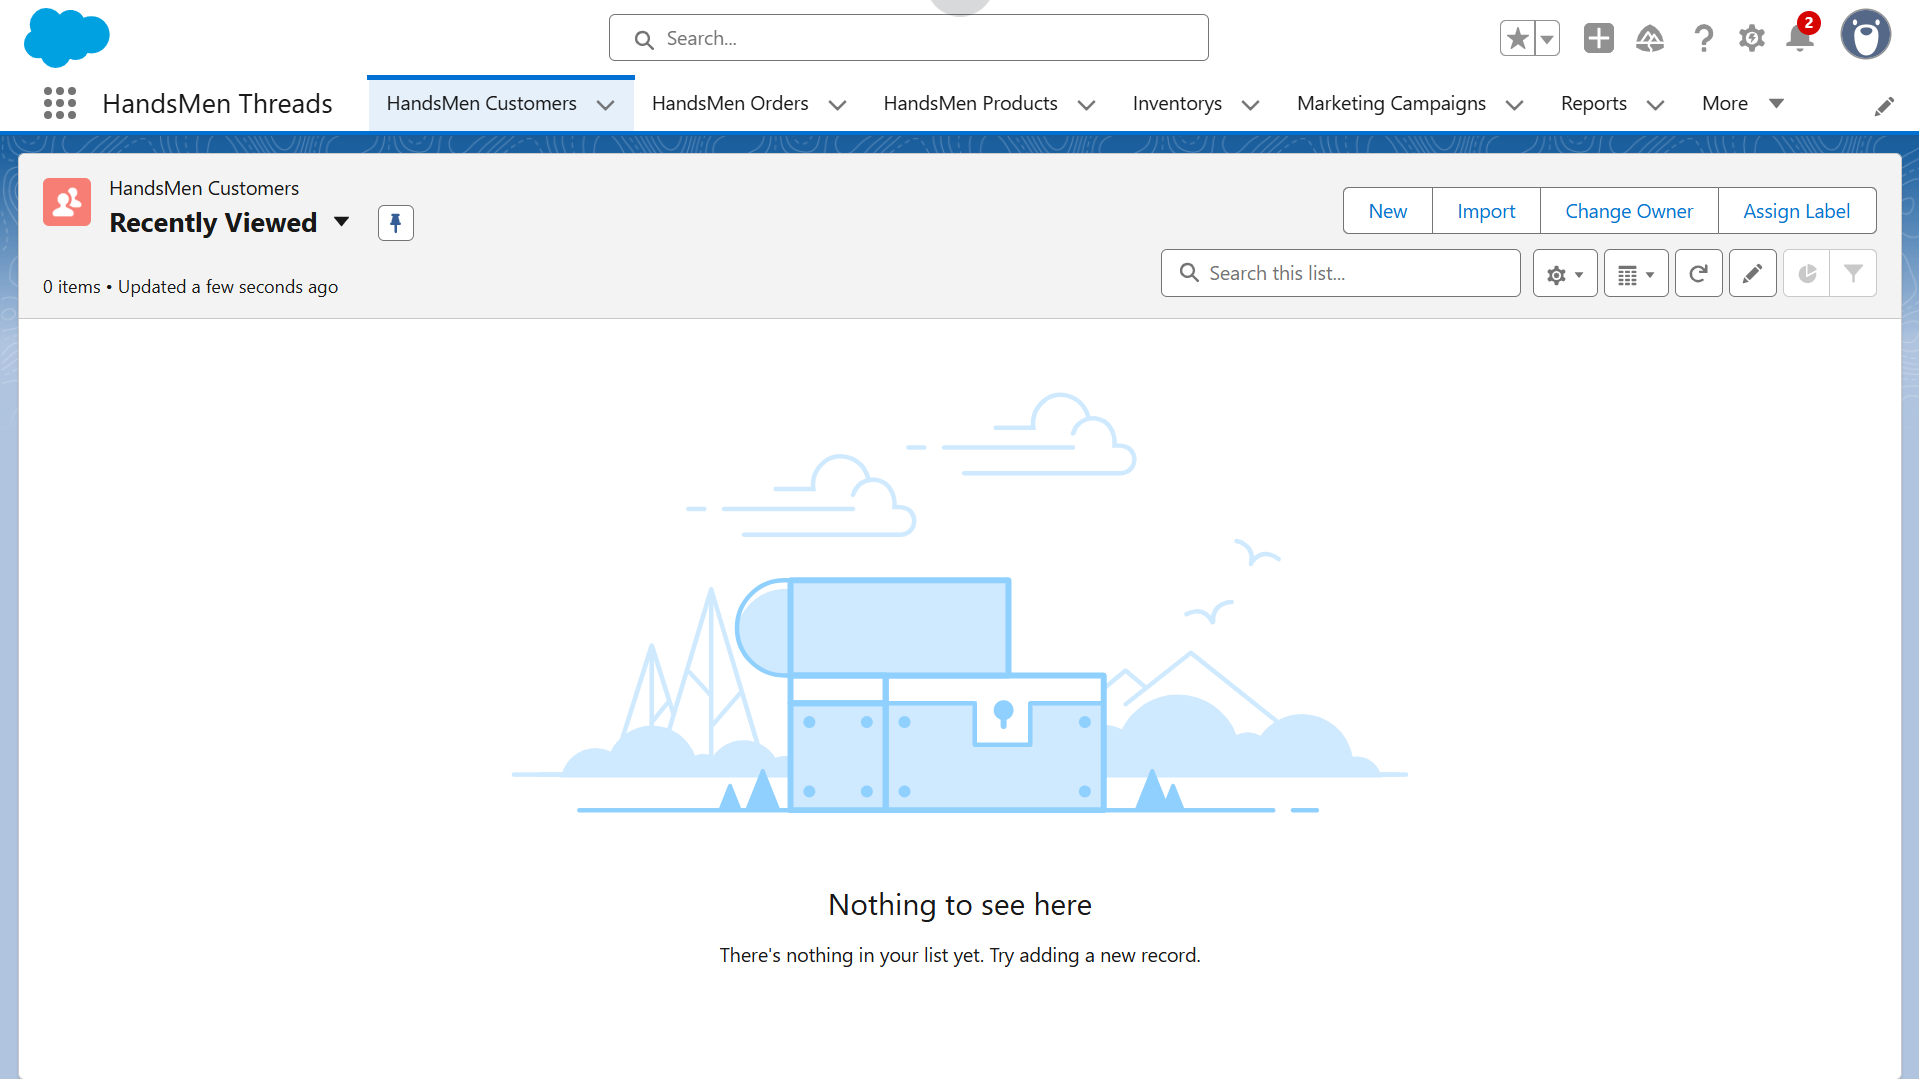 Search...
2
HandsMen Threads
HandsMen Customers
HandsMen Orders
HandsMen Products
Inventorys
Marketing Campaigns
Reports
More
HandsMen Customers
Recently Viewed
New
Import
Change Owner
Assign Label
0 items • Updated a few seconds ago
Search this list...
Nothing to see here
There's nothing in your list yet. Try adding a new record.